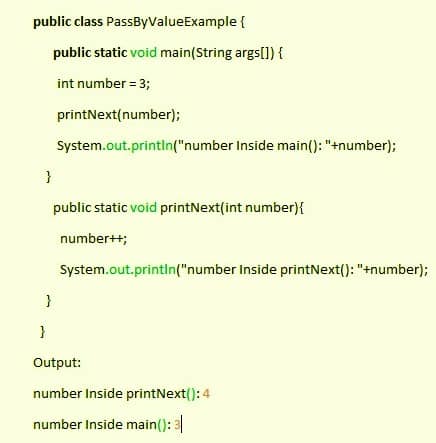 public class PassByValueExample {
public static void main(String args[]) {
int number = 3;
printNext(number);
System.out.println("number Inside main(): "+number);
}
public static void printNext(int number){
number++;
System.out.println("number Inside printNext(): "+number);
}
}
Output:
number Inside printNext(): 4
number Inside main(): 3